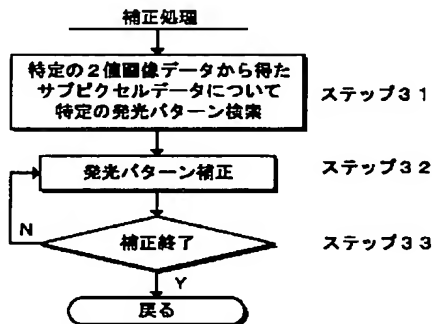 補正処理
特定の2値画像データから得た
サブピクセルデータについて
特定の発光パターン検索
ステップ31
発光パターン補正
ステップ32
N
補正終了
ステップ33
Y
戻る